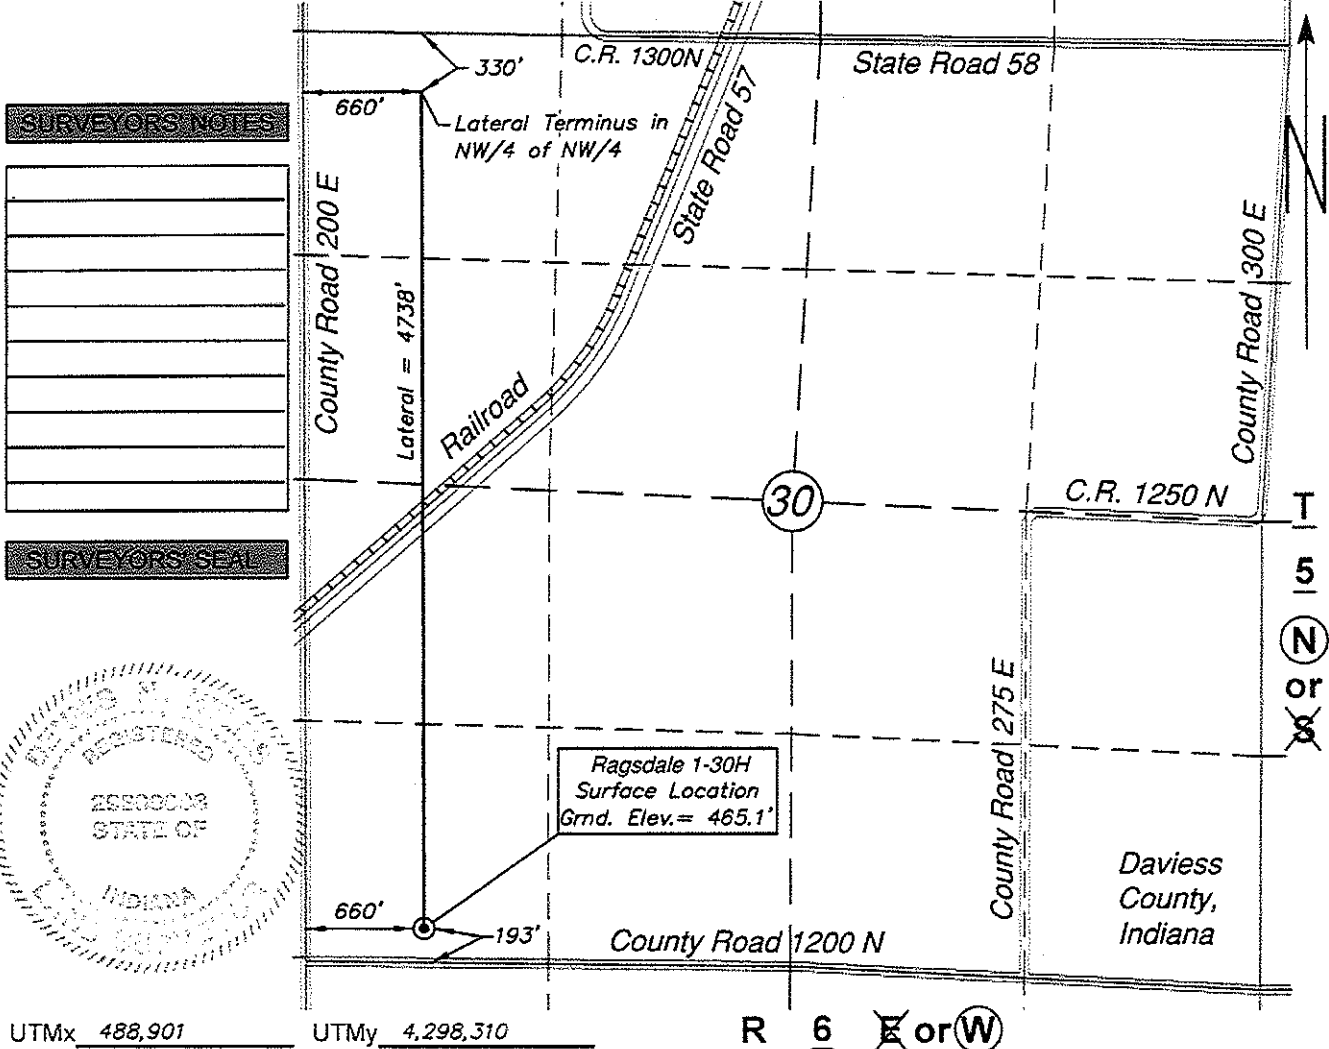 330'
C.R. 1300N
State Road 58
660'
SURVEYORS' NOTES
Lateral Terminus in
NW/4 of NW/4
State Road 57
N
County Road 200 E
County Road 300 E
Lateral = 4738'
Railroad
30
C.R. 1250 N
T
5
N
or
S
SURVEYORS' SEAL
REGISTERED
STATE OF
INDIANA
Ragsdale 1-30H
Surface Location
Grnd. Elev.= 465.1'
County Road 275 E
Daviess
County,
Indiana
660'
193'
County Road 1200 N
UTMx 488,901
UTMy 4,298,310
R 6 E or W